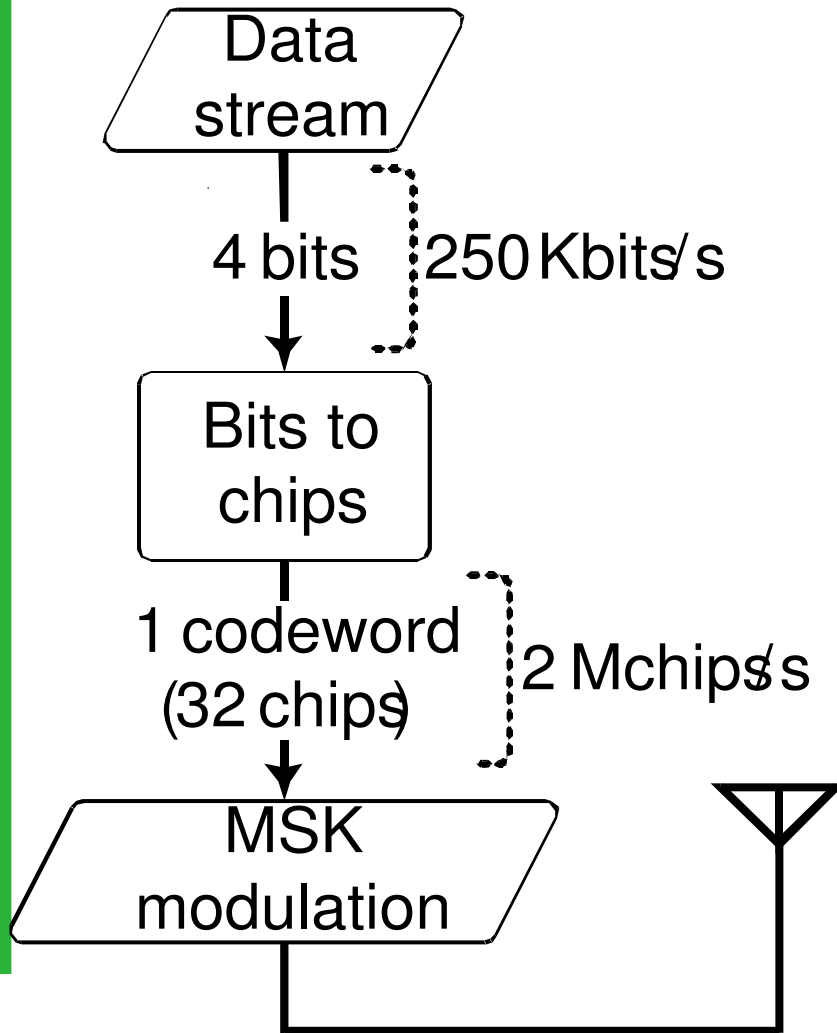 Data
stream
4 bits
250 Kbits/s
Bits to
chips
1 codeword
(32 chips)
2 Mchips/s
MSK
modulation